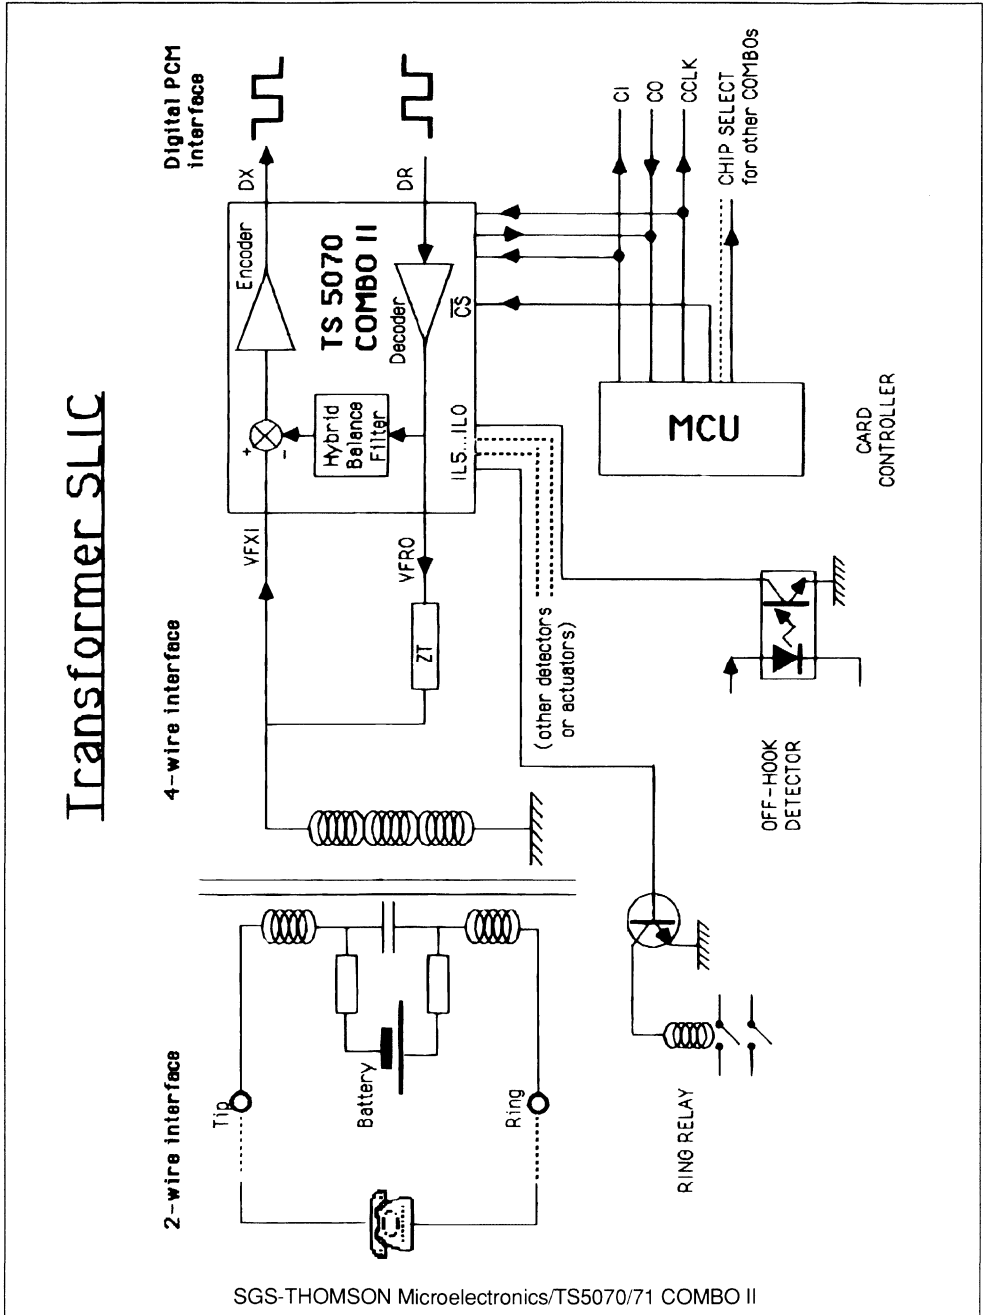 Transformer SLIC
2-wire interface
4-wire interface
Digital PCM
interface
Tip
Battery
Ring
VFXI
VFRO
ZT
+
-
Hybrid
Balance
Filter
Encoder
Decoder
TS 5070
COMBO II
DX
DR
CS
IL5...IL0
(other detectors
or actuators)
CI
CO
CCLK
CHIP SELECT
for other COMBOs
MCU
CARD
CONTROLLER
OFF-HOOK
DETECTOR
RING RELAY
SGS-THOMSON Microelectronics/TS5070/71 COMBO II